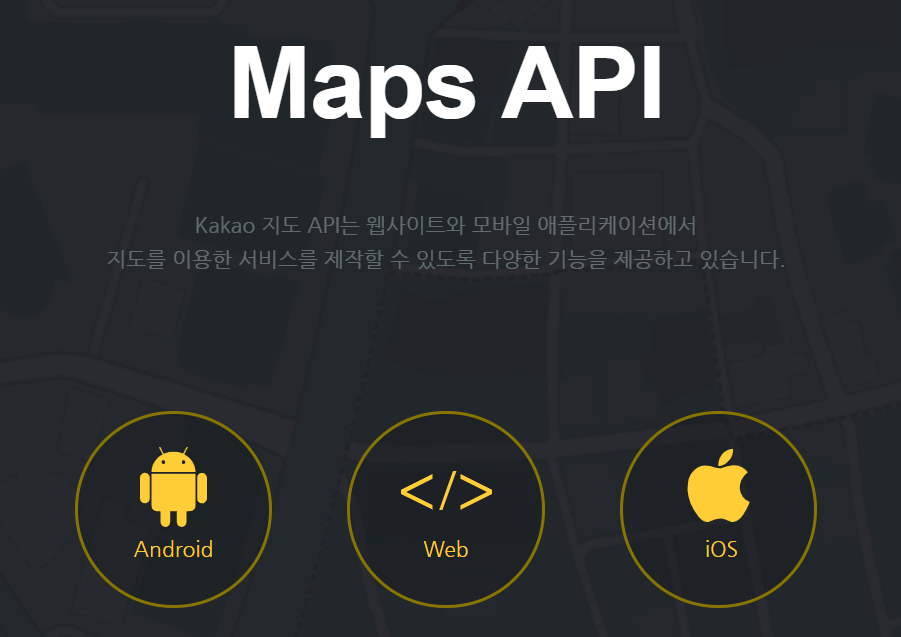 Maps API
Kakao 지도 API는 웹사이트와 모바일 애플리케이션에서
지도를 이용한 서비스를 제작할 수 있도록 다양한 기능을 제공하고 있습니다.
</>
Android
Web
iOS